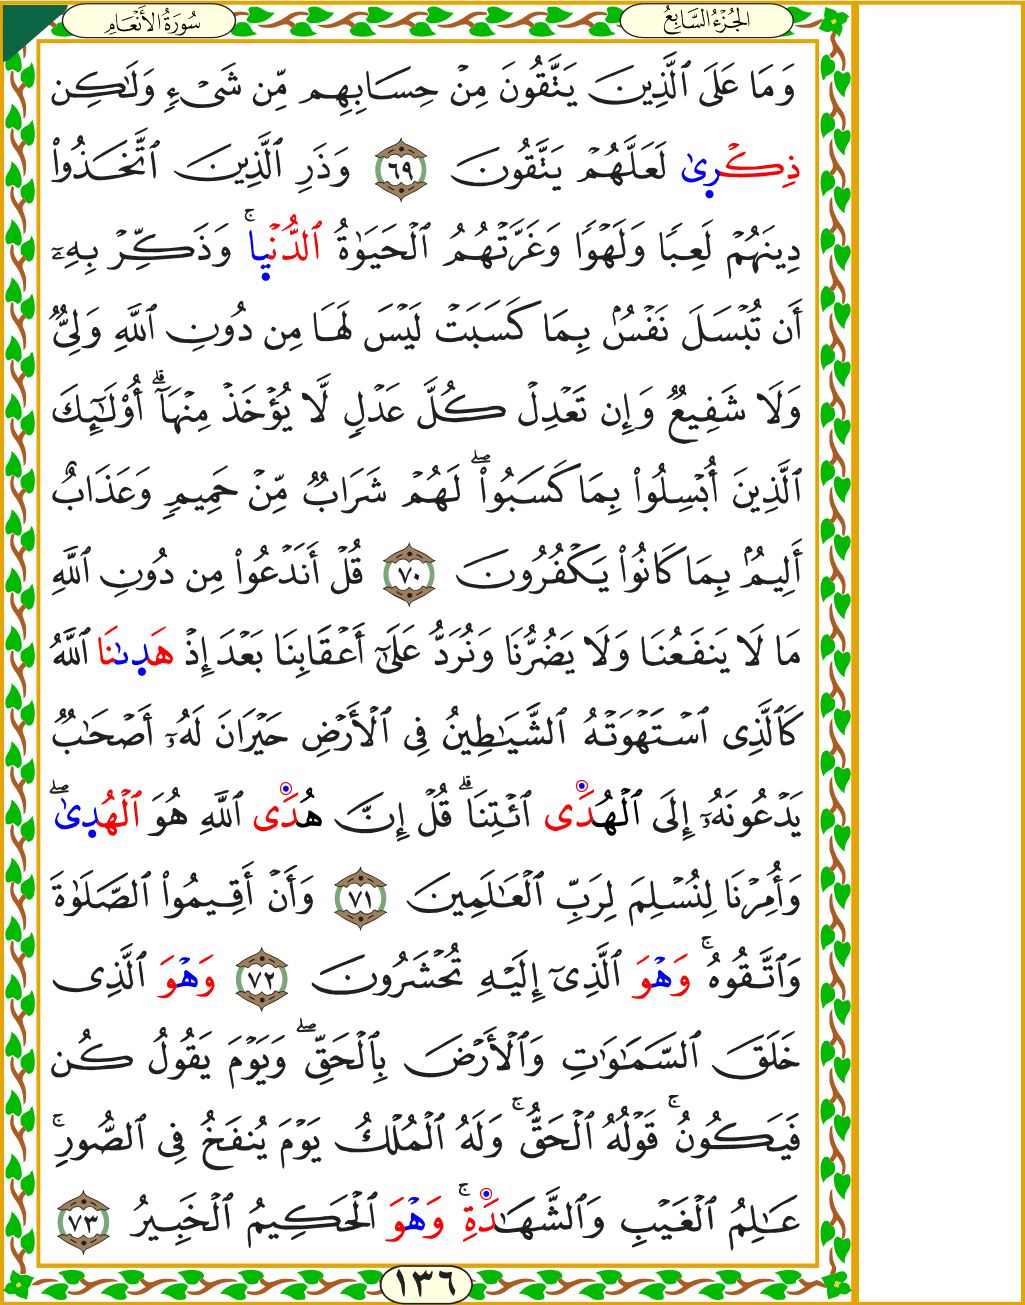 الجُزْءُ السَّابِعُ
سُورَةُ الأَنْعَامِ
وَمَا عَلَى ٱلَّذِينَ يَتَّقُونَ مِنْ حِسَابِهِم مِّن شَىْءٍ وَلَٰكِن
ذِكْرِىٰ لَعَلَّهُمْ يَتَّقُونَ ٦٩ وَذَرِ ٱلَّذِينَ ٱتَّخَذُوا۟
دِينَهُمْ لَعِبًا وَلَهْوًا وَغَرَّتْهُمُ ٱلْحَيَوٰةُ ٱلدُّنْيِا ۚ وَذَكِّرْ بِهِۦٓ
أَن تُبْسَلَ نَفْسٌۢ بِمَا كَسَبَتْ لَيْسَ لَهَا مِن دُونِ ٱللَّهِ وَلِىٌّ
وَلَا شَفِيعٌ وَإِن تَعْدِلْ كُلَّ عَدْلٍ لَّا يُؤْخَذْ مِنْهَآ ۗ أُو۟لَٰٓئِكَ
ٱلَّذِينَ أُبْسِلُوا۟ بِمَا كَسَبُوا۟ ۖ لَهُمْ شَرَابٌ مِّنْ حَمِيمٍ وَعَذَابٌ
أَلِيمٌۢ بِمَا كَانُوا۟ يَكْفُرُونَ ٧٠ قُلْ أَنَدْعُوا۟ مِن دُونِ ٱللَّهِ
مَا لَا يَنفَعُنَا وَلَا يَضُرُّنَا وَنُرَدُّ عَلَىٰٓ أَعْقَابِنَا بَعْدَ إِذْ هَدِىٰنَا ٱللَّهُ
كَٱلَّذِى ٱسْتَهْوَتْهُ ٱلشَّيَٰطِينُ فِى ٱلْأَرْضِ حَيْرَانَ لَهُۥٓ أَصْحَٰبٌ
يَدْعُونَهُۥٓ إِلَى ٱلْهُدَى ٱئْتِنَا ۗ قُلْ إِنَّ هُدَى ٱللَّهِ هُوَ ٱلْهُدِىٰ ۖ
وَأُمِرْنَا لِنُسْلِمَ لِرَبِّ ٱلْعَٰلَمِينَ ٧١ وَأَنْ أَقِيمُوا۟ ٱلصَّلَوٰةَ
وَٱتَّقُوهُ ۚ وَهْوَ ٱلَّذِىٓ إِلَيْهِ تُحْشَرُونَ ٧٢ وَهْوَ ٱلَّذِى
خَلَقَ ٱلسَّمَٰوَٰتِ وَٱلْأَرْضَ بِٱلْحَقِّ ۖ وَيَوْمَ يَقُولُ كُن
فَيَكُونُ ۚ قَوْلُهُ ٱلْحَقُّ ۚ وَلَهُ ٱلْمُلْكُ يَوْمَ يُنفَخُ فِى ٱلصُّورِ ۚ
عَٰلِمُ ٱلْغَيْبِ وَٱلشَّهَٰدَةِ ۚ وَهْوَ ٱلْحَكِيمُ ٱلْخَبِيرُ ٧٣
١٣٦